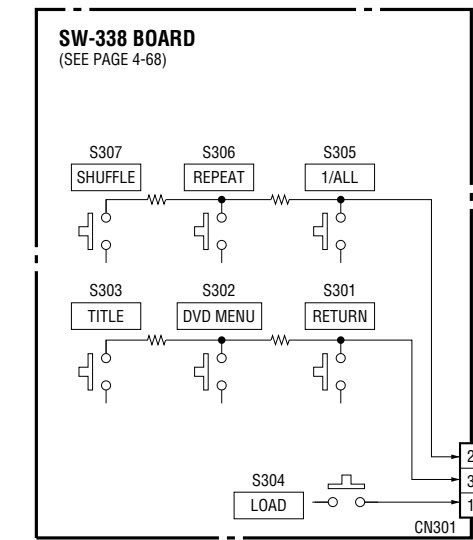 SW-338 BOARD
(SEE PAGE 4-68)
S307 S306 S305
SHUFFLE REPEAT 1/ALL
S303 S302 S301
TITLE DVD MENU RETURN
2
3
S304
LOAD 1
CN301